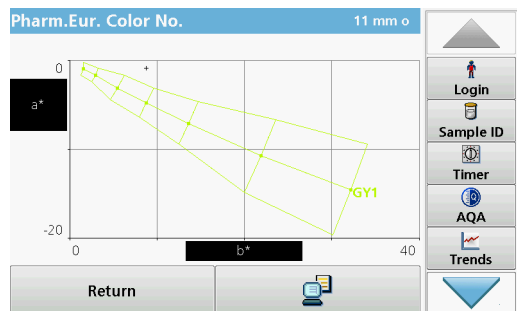 Pharm.Eur. Color No. 11 mm o
0
a*
-20
GY1
0 b* 40
Return
Login
Sample ID
Timer
AQA
Trends